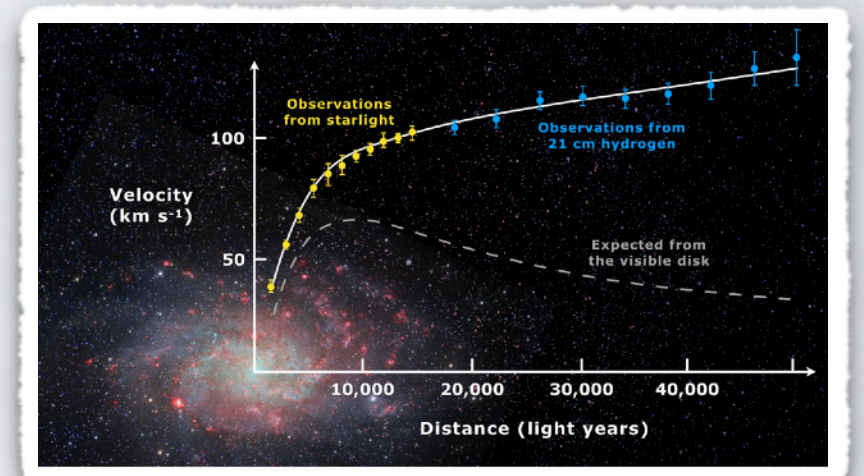 Observations
from starlight
100
Observations from
21 cm hydrogen
Velocity
(km s⁻¹)
Expected from
the visible disk
50
10,000
20,000
30,000
40,000
Distance (light years)